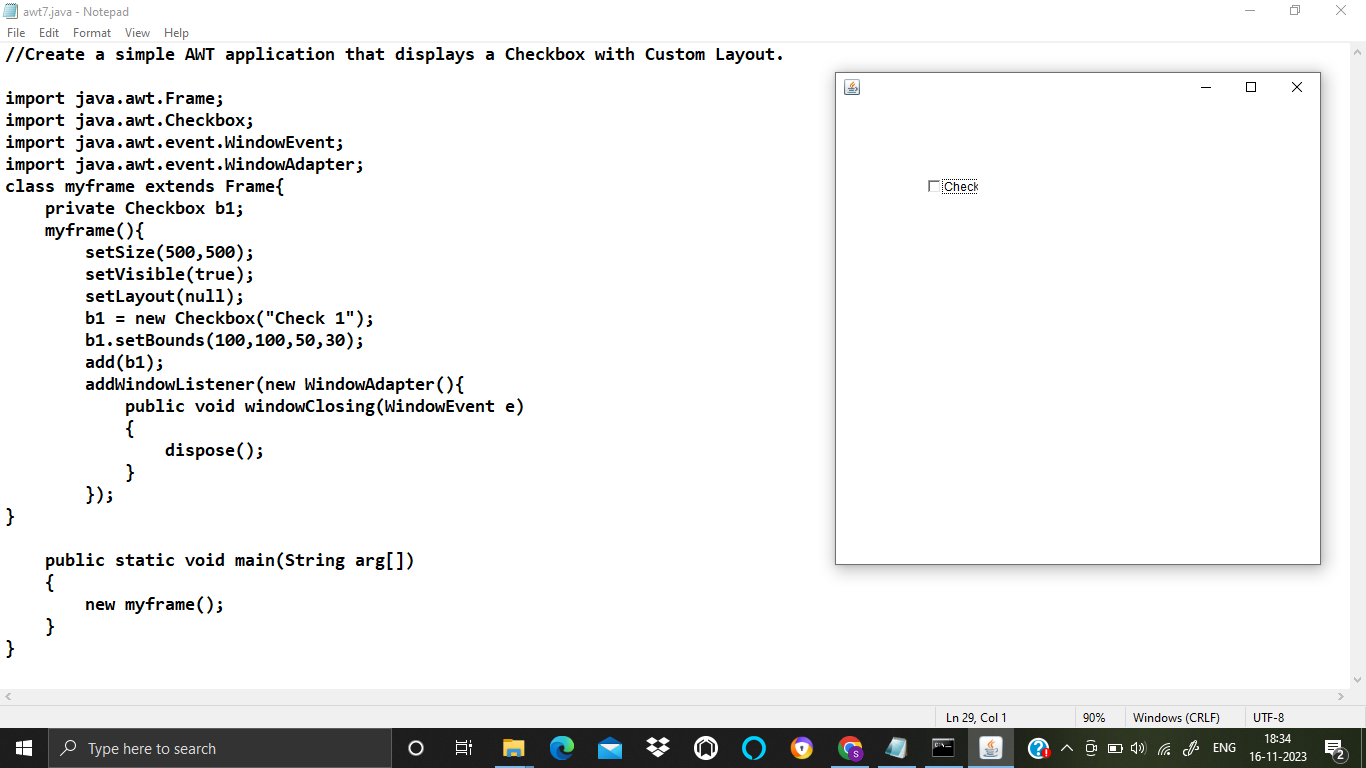 awt7.java - Notepad
File Edit Format View Help
//Create a simple AWT application that displays a Checkbox with Custom Layout.
import java.awt.Frame;
import java.awt.Checkbox;
import java.awt.event.WindowEvent;
import java.awt.event.WindowAdapter;
class myframe extends Frame{
    private Checkbox b1;
    myframe(){
        setSize(500,500);
        setVisible(true);
        setLayout(null);
        b1 = new Checkbox("Check 1");
        b1.setBounds(100,100,50,30);
        add(b1);
        addWindowListener(new WindowAdapter(){
            public void windowClosing(WindowEvent e)
            {
                dispose();
            }
        });
}
    public static void main(String arg[])
    {
        new myframe();
    }
}
Check
Ln 29, Col 1 90% Windows (CRLF) UTF-8
Type here to search
S
ENG
18:34
16-11-2023
2